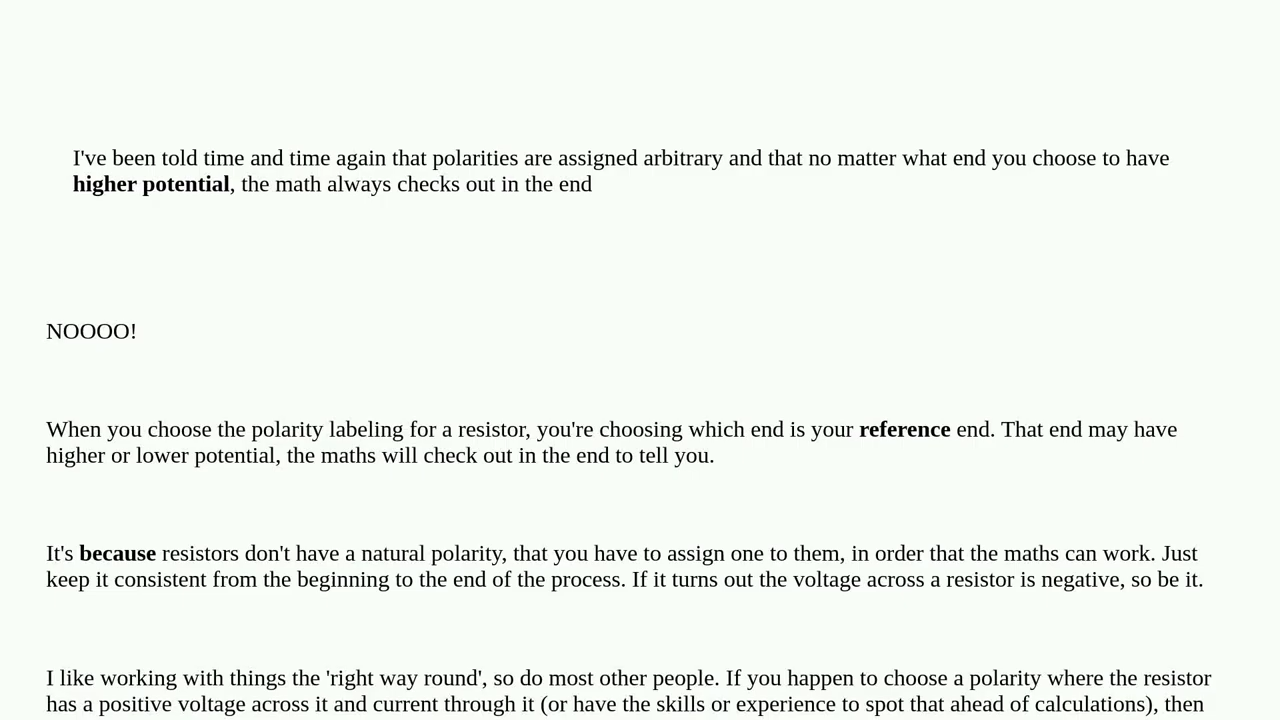 I've been told time and time again that polarities are assigned arbitrary and that no matter what end you choose to have
higher potential, the math always checks out in the end
NOOOO!
When you choose the polarity labeling for a resistor, you're choosing which end is your reference end. That end may have
higher or lower potential, the maths will check out in the end to tell you.
It's because resistors don't have a natural polarity, that you have to assign one to them, in order that the maths can work. Just
keep it consistent from the beginning to the end of the process. If it turns out the voltage across a resistor is negative, so be it.
I like working with things the 'right way round', so do most other people. If you happen to choose a polarity where the resistor
has a positive voltage across it and current through it (or have the skills or experience to spot that ahead of calculations), then